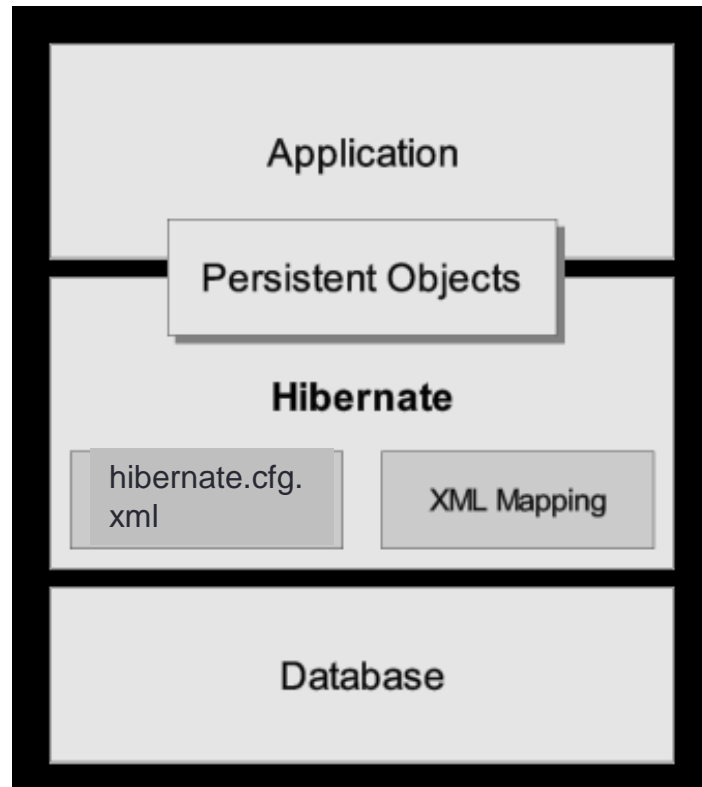 Application
Persistent Objects
Hibernate
hibernate.cfg.
xml
XML Mapping
Database